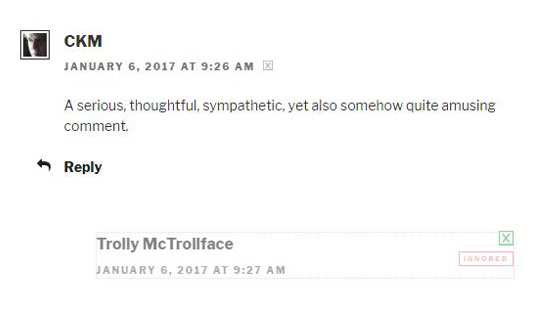 CKM
JANUARY 6, 2017 AT 9:26 AM
A serious, thoughtful, sympathetic, yet also somehow quite amusing
comment.
Reply
Trolly McTrollface
IGNORED
JANUARY 6, 2017 AT 9:27 AM